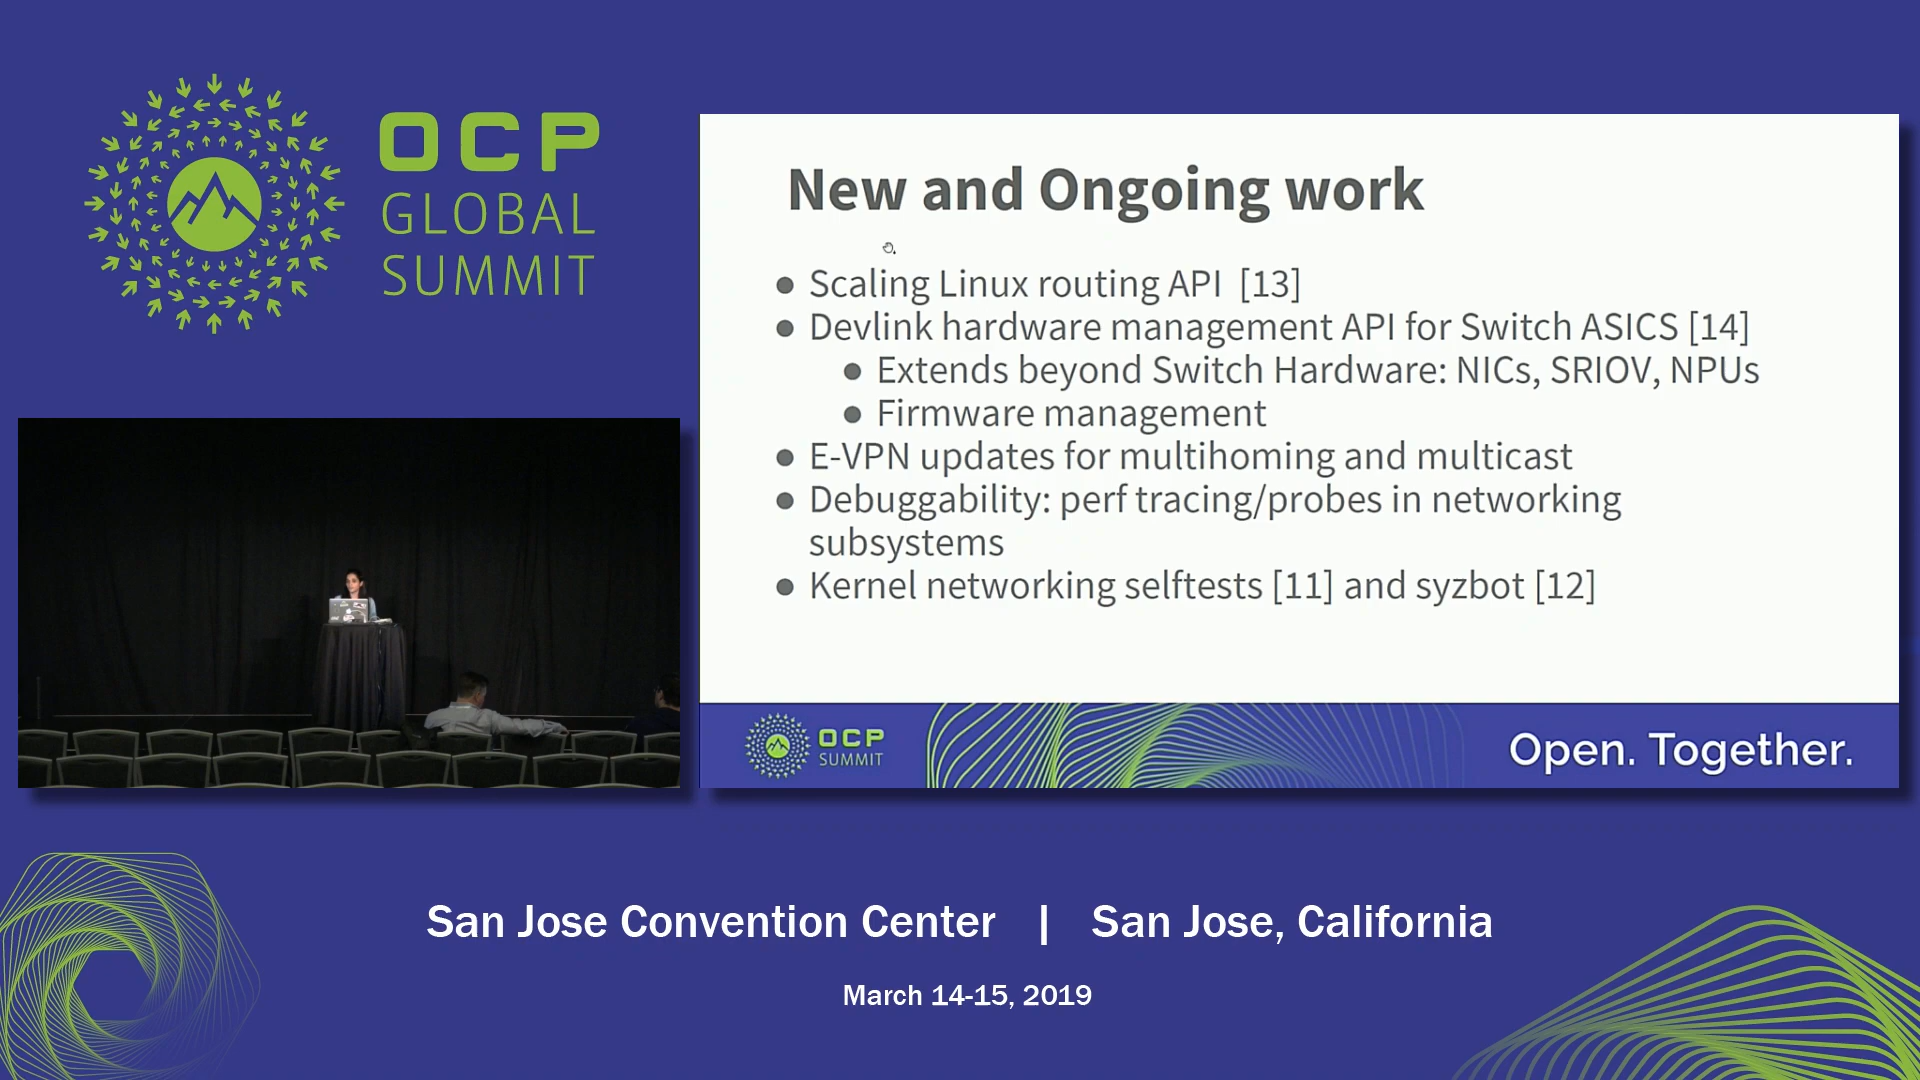 OCP
GLOBAL
SUMMIT
New and Ongoing work
● Scaling Linux routing API [13]
● Devlink hardware management API for Switch ASICS [14]
● Extends beyond Switch Hardware: NICs, SRIOV, NPUs
● Firmware management
● E-VPN updates for multihoming and multicast
● Debuggability: perf tracing/probes in networking
subsystems
● Kernel networking selftests [11] and syzbot [12]
OCP
SUMMIT
Open. Together.
San Jose Convention Center | San Jose, California
March 14-15, 2019